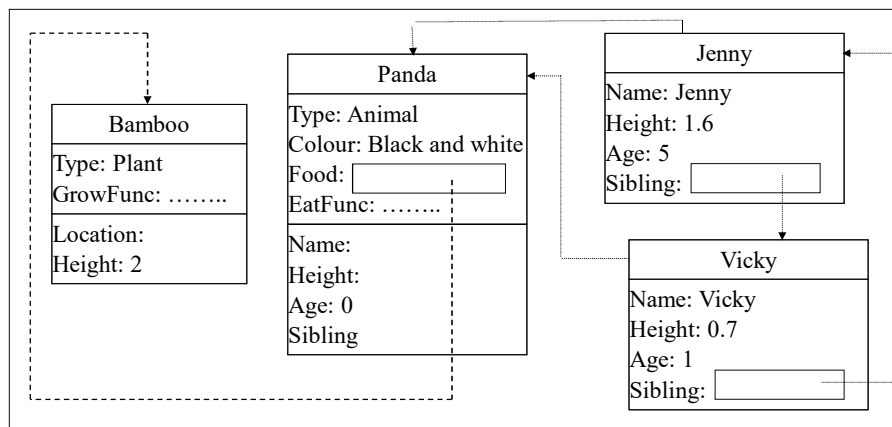 Bamboo
Type: Plant
GrowFunc: ……..
Location:
Height: 2
Panda
Type: Animal
Colour: Black and white
Food:
EatFunc: ……..
Name:
Height:
Age: 0
Sibling
Jenny
Name: Jenny
Height: 1.6
Age: 5
Sibling:
Vicky
Name: Vicky
Height: 0.7
Age: 1
Sibling: